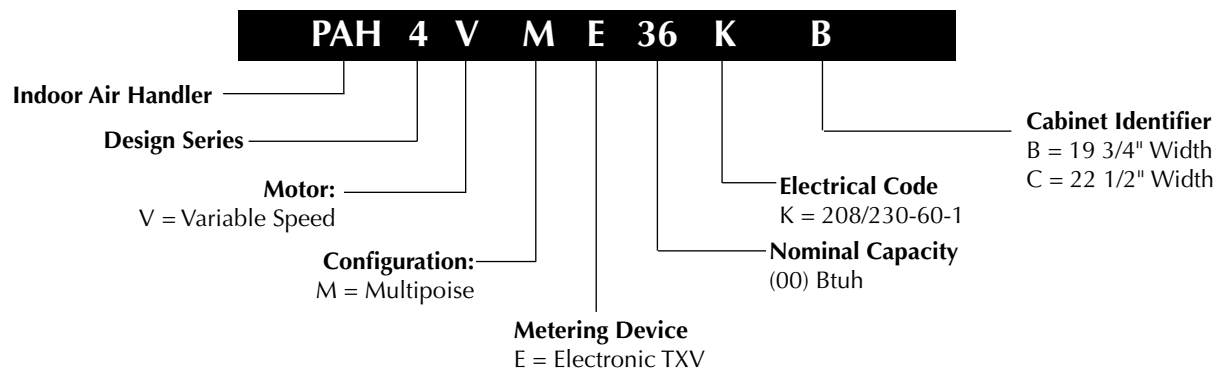 PAH 4 V M E 36 K B
Indoor Air Handler
Design Series
Motor:
V = Variable Speed
Configuration:
M = Multipoise
Metering Device
E = Electronic TXV
Nominal Capacity
(00) Btuh
Electrical Code
K = 208/230-60-1
Cabinet Identifier
B = 19 3/4" Width
C = 22 1/2" Width